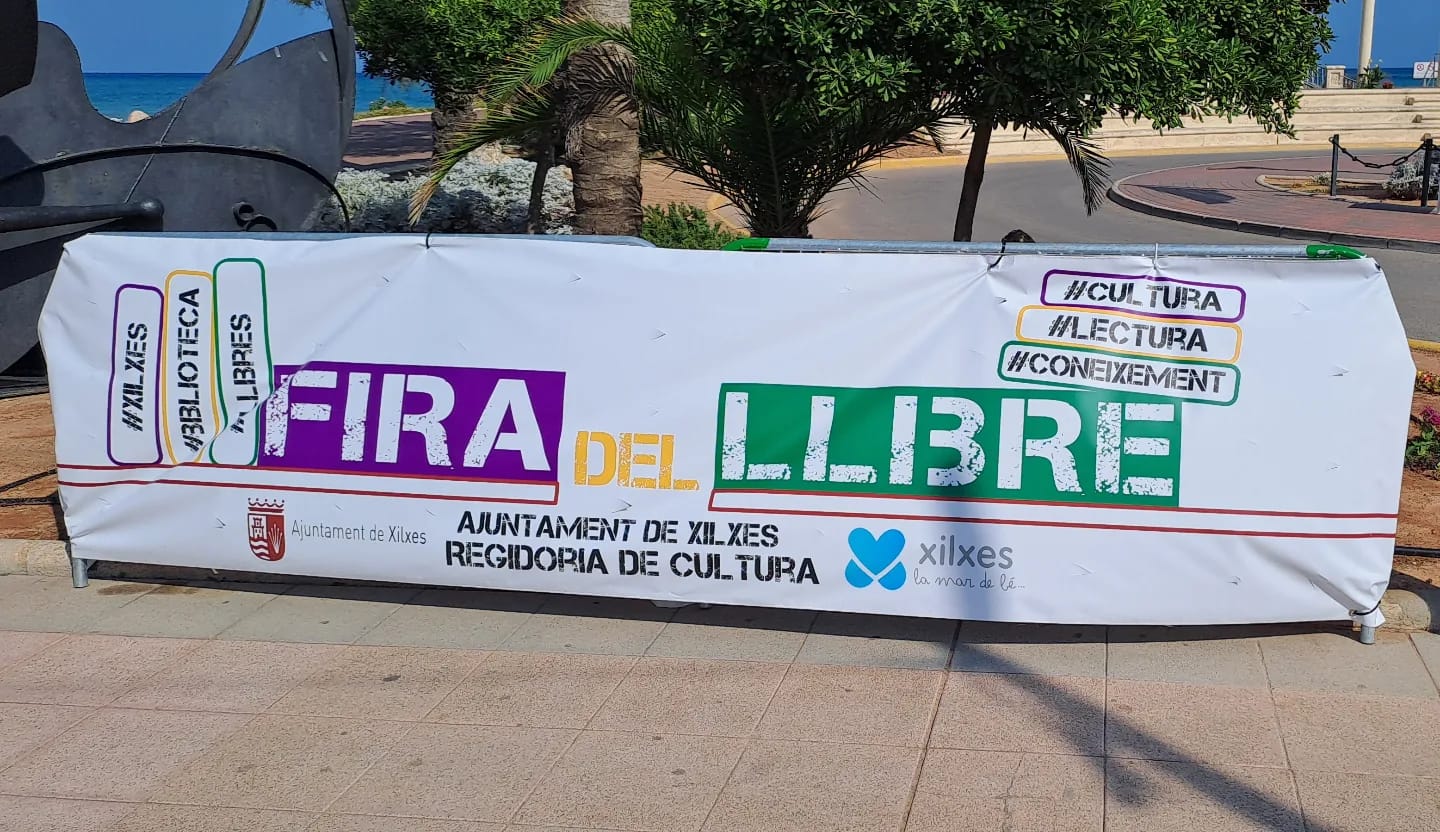 #XILXES
#BIBLIOTECA
#LLIBRES
FIRA DEL LLIBRE
#CULTURA
#LECTURA
#CONEIXEMENT
Ajuntament de Xilxes
AJUNTAMENT DE XILXES
REGIDORIA DE CULTURA
xilxes
la mar de bé...